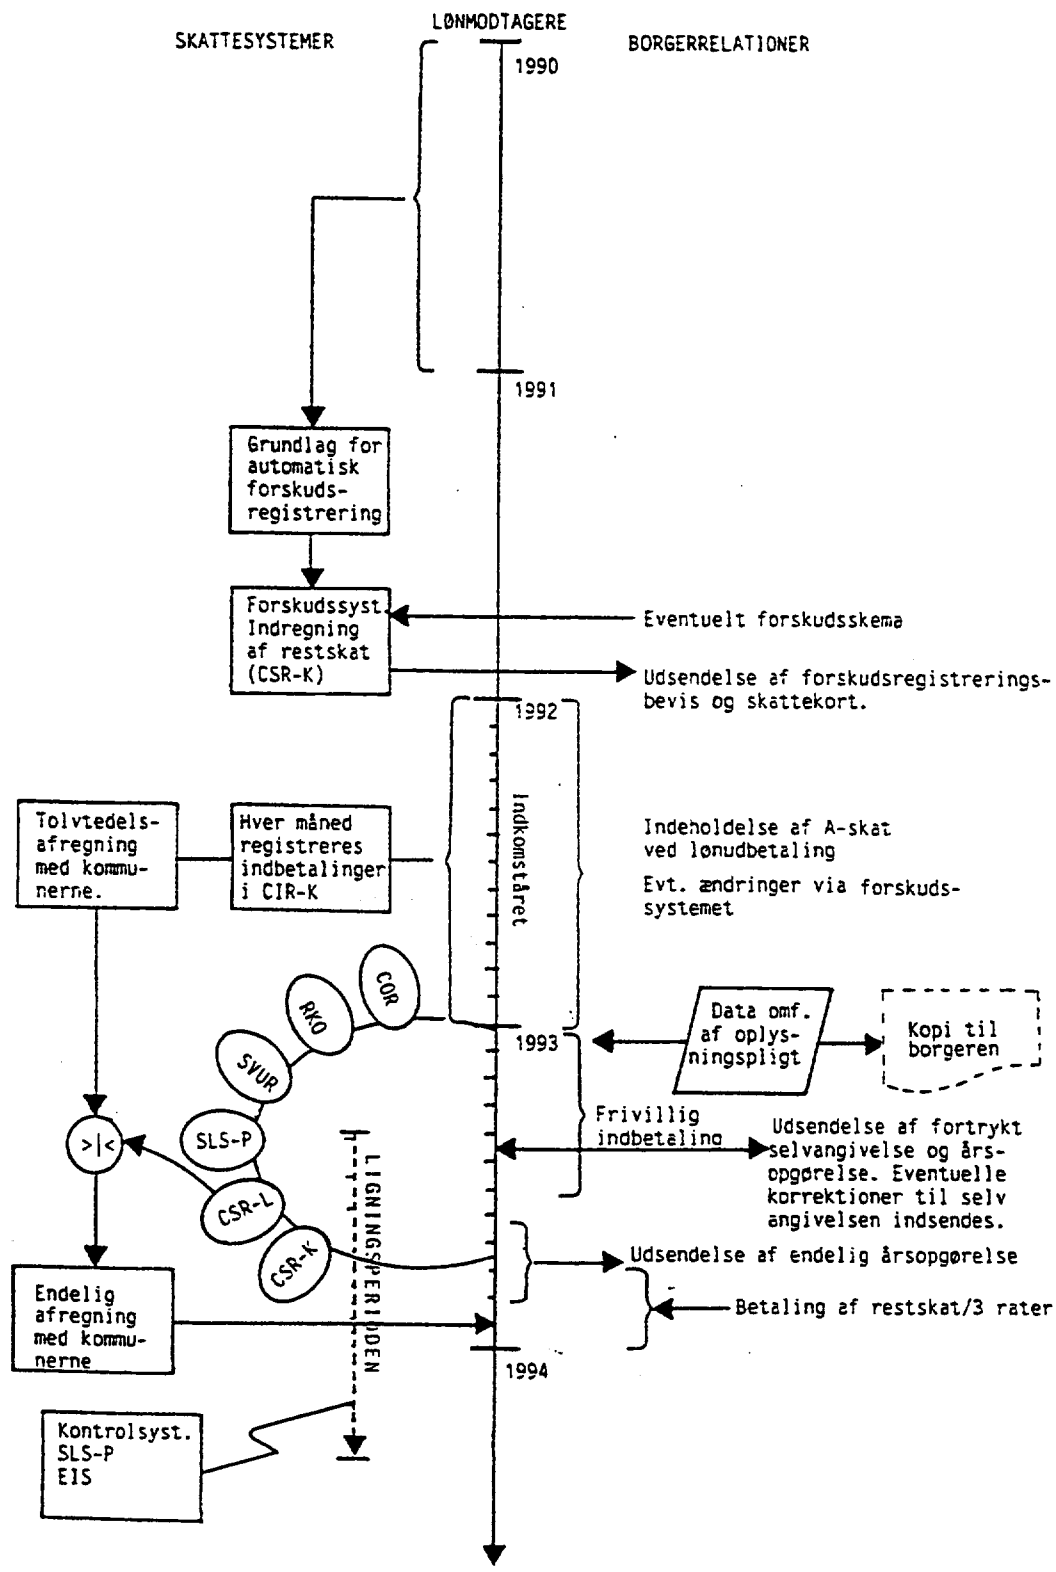 LØNMODTAGERE
SKATTESYSTEMER
BORGERRELATIONER
1990
1991
Grundlag for
automatisk
forskuds-
registrering
Forskudssyst.
Indregning
af restskat
(CSR-K)
Eventuelt forskudsskema
Udsendelse af forskudsregistrerings-
bevis og skattekort.
1992
Indkomståret
Tolvtedels-
afregning
med kommu-
nerne.
Hver måned
registreres
indbetalinger
i CIR-K
Indeholdelse af A-skat
ved lønudbetaling
Evt. ændringer via forskuds-
systemet
COR
RKO
SVUR
SLS-P
CSR-L
CSR-K
1993
Data omf.
af oplys-
ningspligt
Kopi til
borgeren
>|<
Frivillig
indbetaling
Udsendelse af fortrykt
selvangivelse og års-
opgørelse. Eventuelle
korrektioner til selv
angivelsen indsendes.
LIGNINGSPERIODEN
Udsendelse af endelig årsopgørelse
Endelig
afregning
med kommu-
nerne
Betaling af restskat/3 rater
1994
Kontrolsyst.
SLS-P
EIS